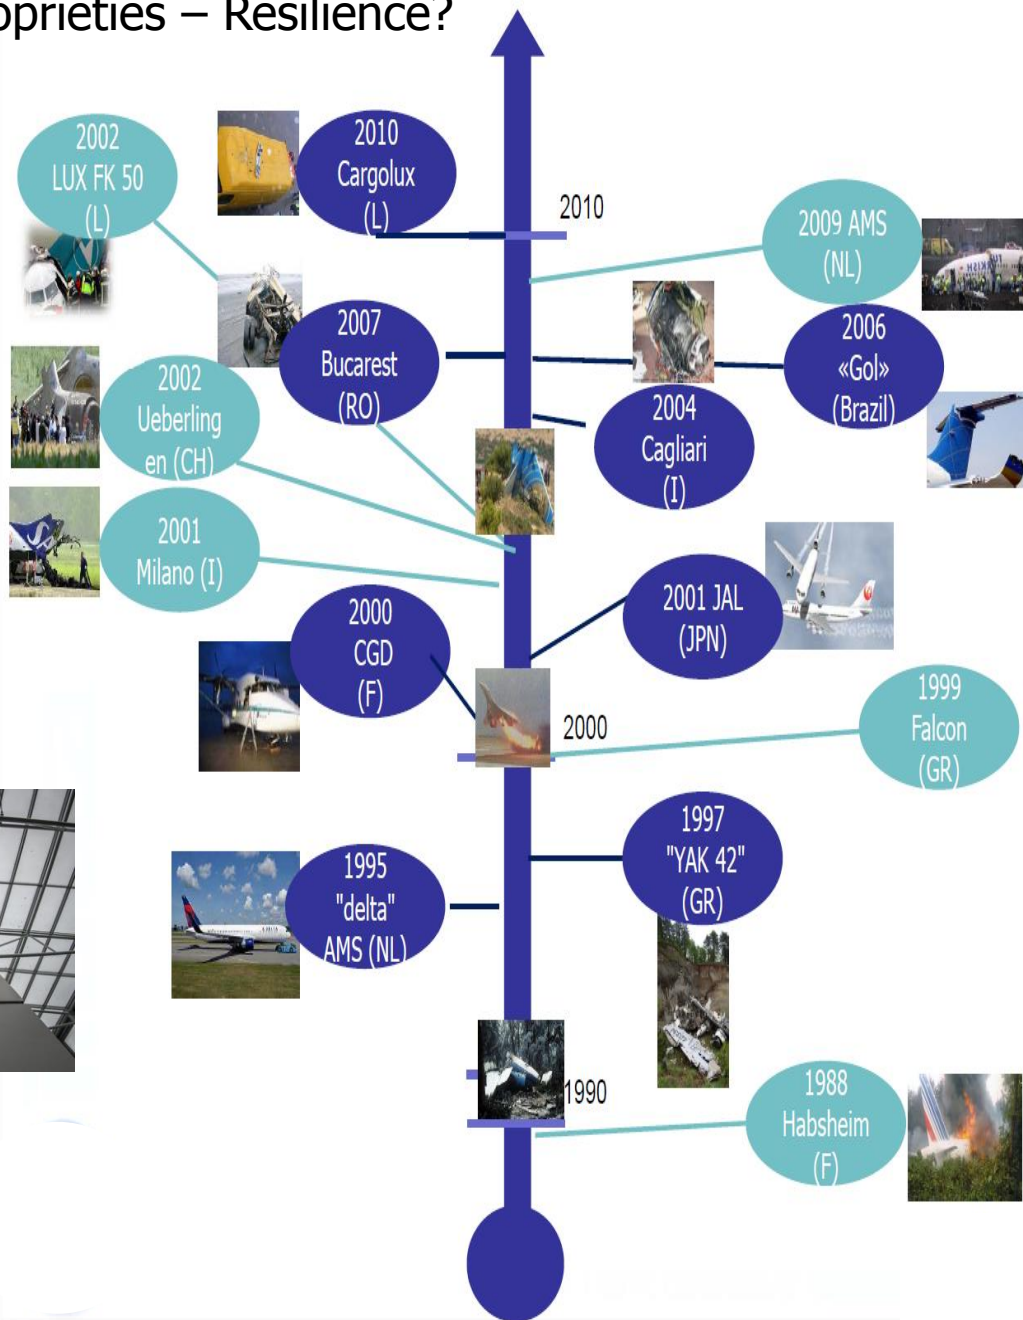 oprieties – Resilience?
2002
LUX FK 50
(L)
2010
Cargolux
(L)
2010
2009 AMS
(NL)
2007
Bucarest
(RO)
2006
«Gol»
(Brazil)
2002
Ueberling
en (CH)
2004
Cagliari
(I)
2001
Milano (I)
2000
CGD
(F)
2001 JAL
(JPN)
2000
1999
Falcon
(GR)
1995
"delta"
AMS (NL)
1997
"YAK 42"
(GR)
1990
1988
Habsheim
(F)